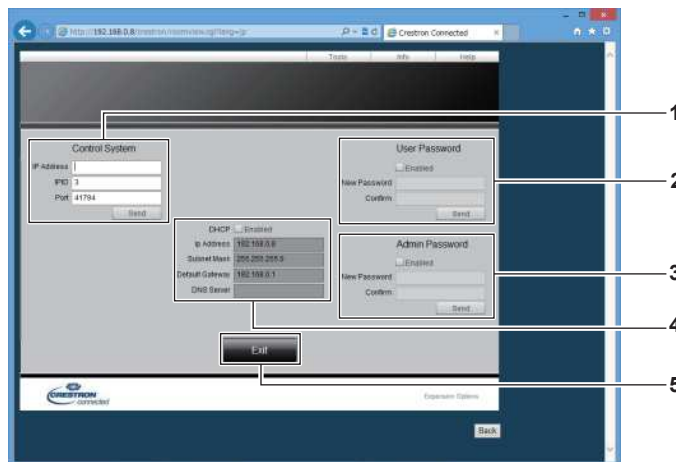 http://192.168.0.8/crestron/roomview.cgi?lang=jp
Crestron Connected
Tools Info Help
1
Control System
IP Address
IPID 3
Port 41794
Send
User Password
Enabled
2
New Password
Confirm
Send
DHCP Enabled
Ip Address 192.168.0.8
Subnet Mask 255.255.255.0
Default Gateway 192.168.0.1
DNS Server
Admin Password
Enabled
3
New Password
Confirm
Send
4
Exit
5
CRESTRON
connected
Expansion Options
Back